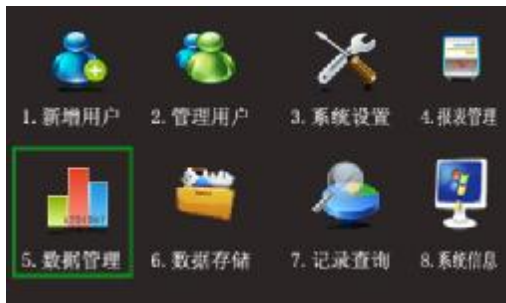 1. 新增用户 2. 管理用户 3. 系统设置 4. 报表管理
5. 数据管理 6. 数据存储 7. 记录查询 8. 系统信息